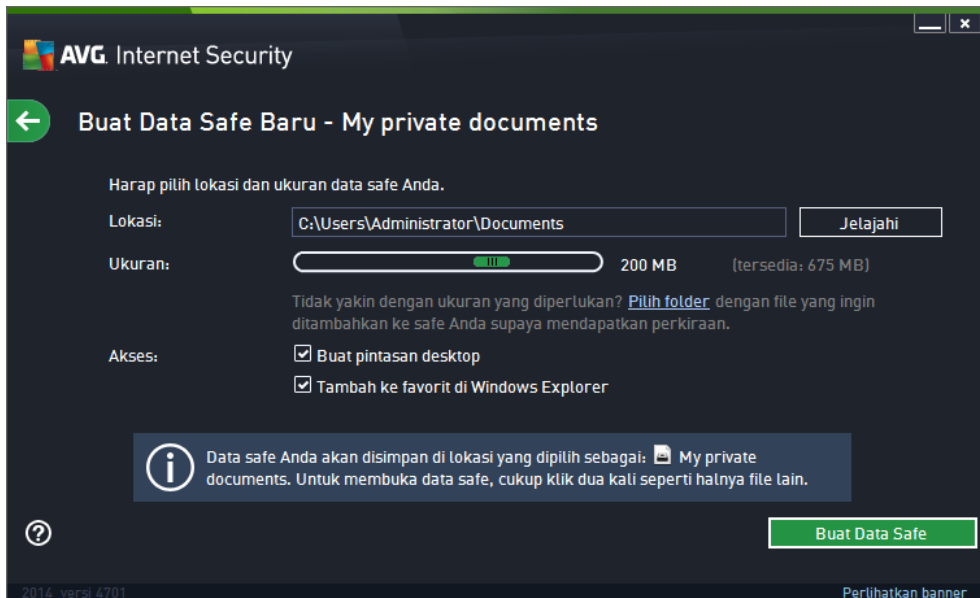 AVG. Internet Security
Buat Data Safe Baru - My private documents
Harap pilih lokasi dan ukuran data safe Anda.
Lokasi: C:\Users\Administrator\Documents Jelajahi
Ukuran: 200 MB (tersedia: 675 MB)
Tidak yakin dengan ukuran yang diperlukan? Pilih folder dengan file yang ingin
ditambahkan ke safe Anda supaya mendapatkan perkiraan.
Akses: Buat pintasan desktop
Tambah ke favorit di Windows Explorer
Data safe Anda akan disimpan di lokasi yang dipilih sebagai: My private
documents. Untuk membuka data safe, cukup klik dua kali seperti halnya file lain.
Buat Data Safe
2014 versi 4701 Perlihatkan banner